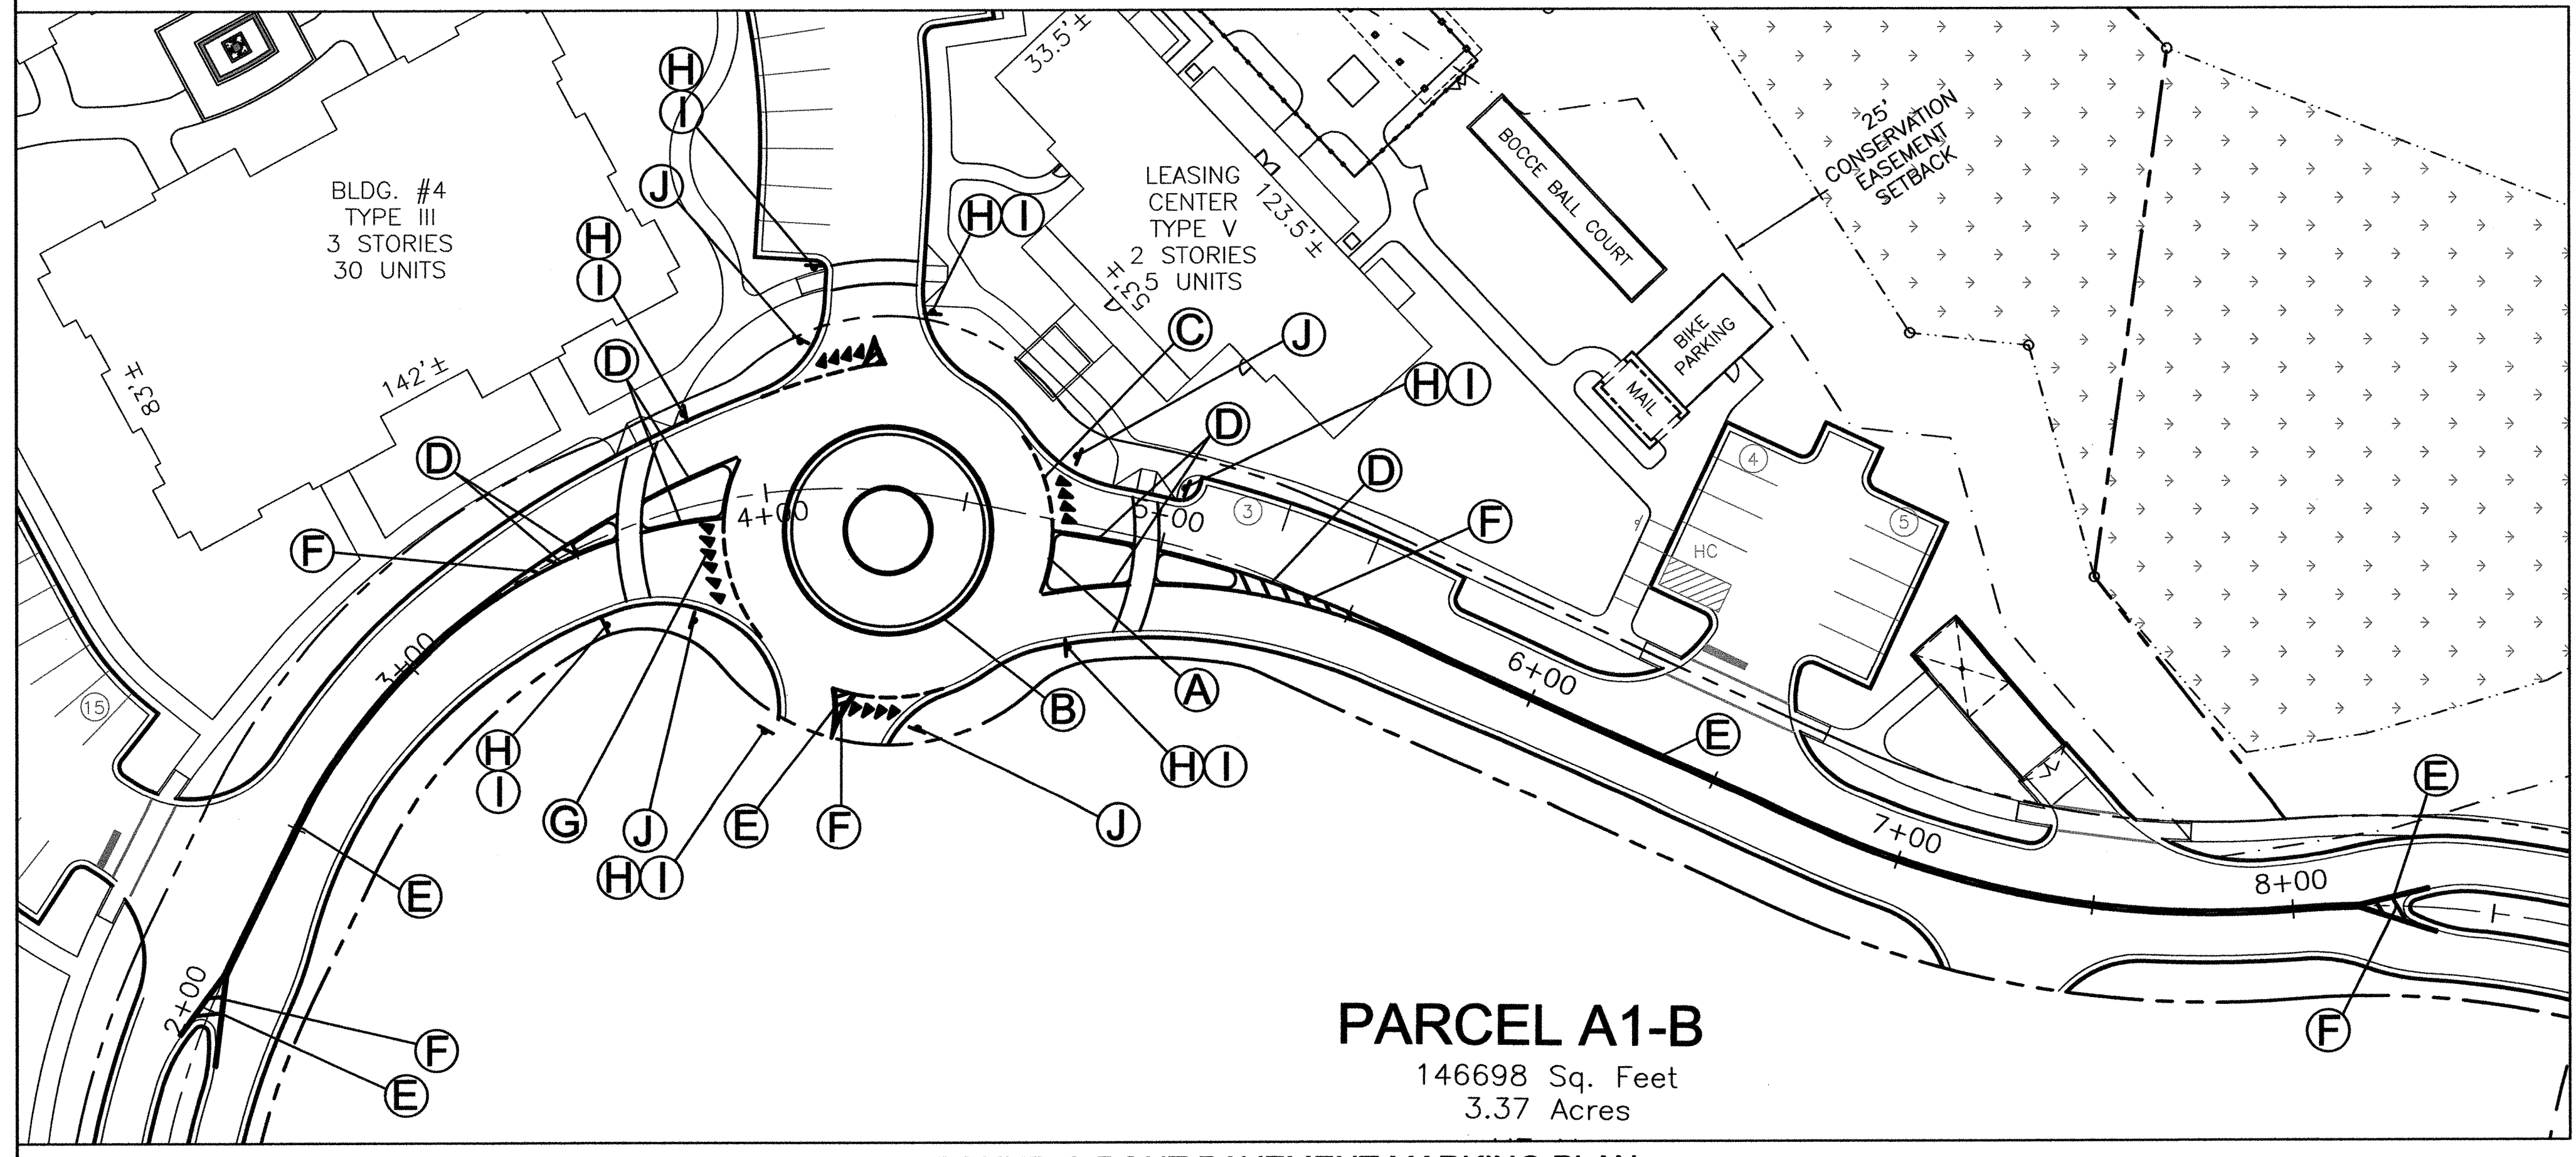 33.5'±
H
I
J
BLDG. #4
TYPE III
3 STORIES
30 UNITS
LEASING
CENTER
TYPE V
2 STORIES
5 UNITS
123.5'±
53'±
BOCCE BALL COURT
25'
CONSERVATION
EASEMENT
SETBACK
BIKE
PARKING
MAIL
H I
H
I
C
J
D
H I
83'±
142'±
D
D
D
F
F
4+00
5+00
3
4
5
HC
3+00
6+00
15
A
B
E
H
I
G
J
H I
E
F
J
H I
7+00
8+00
E
E
2+00
F
E
F
PARCEL A1-B
146698 Sq. Feet
3.37 Acres